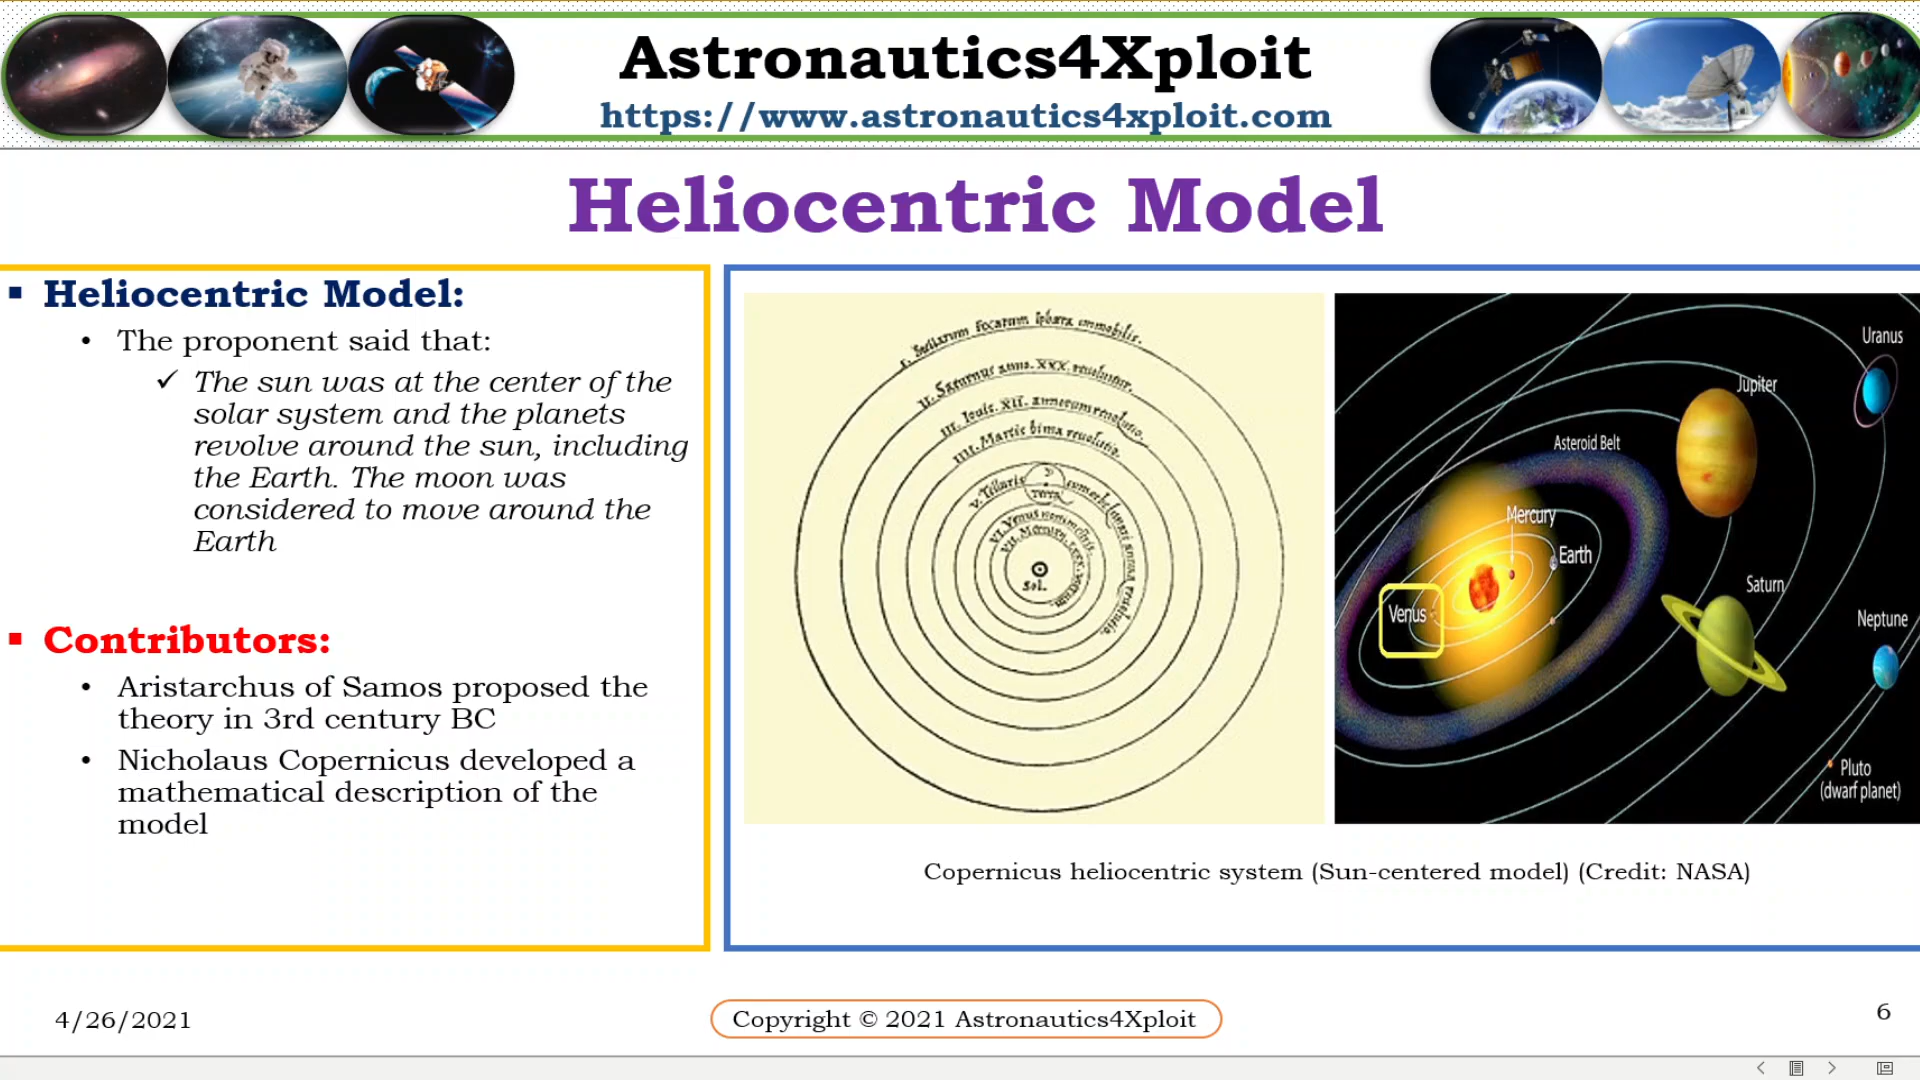 Astronautics4Xploit
https://www.astronautics4xploit.com
Heliocentric Model
Heliocentric Model:
The proponent said that:
The sun was at the center of the
solar system and the planets
revolve around the sun, including
the Earth. The moon was
considered to move around the
Earth
Contributors:
Aristarchus of Samos proposed the
theory in 3rd century BC
Nicholaus Copernicus developed a
mathematical description of the
model
sol.
Uranus
Jupiter
Asteroid Belt
Mercury
Earth
Saturn
Venus
Neptune
Pluto
(dwarf planet)
Copernicus heliocentric system (Sun-centered model) (Credit: NASA)
4/26/2021
Copyright © 2021 Astronautics4Xploit
6